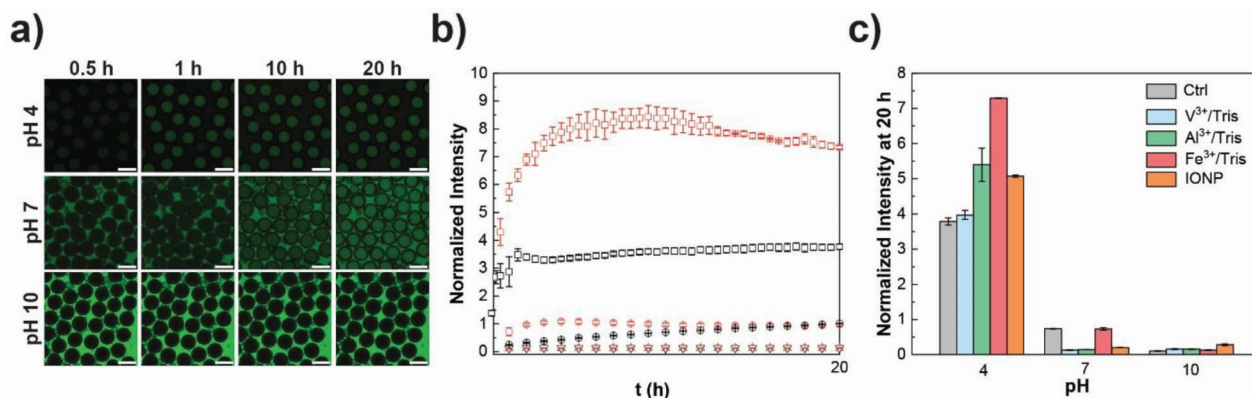 a)
0.5 h 1 h 10 h 20 h
pH 4
pH 7
pH 10
b)
Normalized Intensity
10
9
8
7
6
5
4
3
2
1
0
20
t (h)
c)
Normalized Intensity at 20 h
8
7
6
5
4
3
2
1
0
Ctrl
V³⁺/Tris
Al³⁺/Tris
Fe³⁺/Tris
IONP
4 7 10
pH